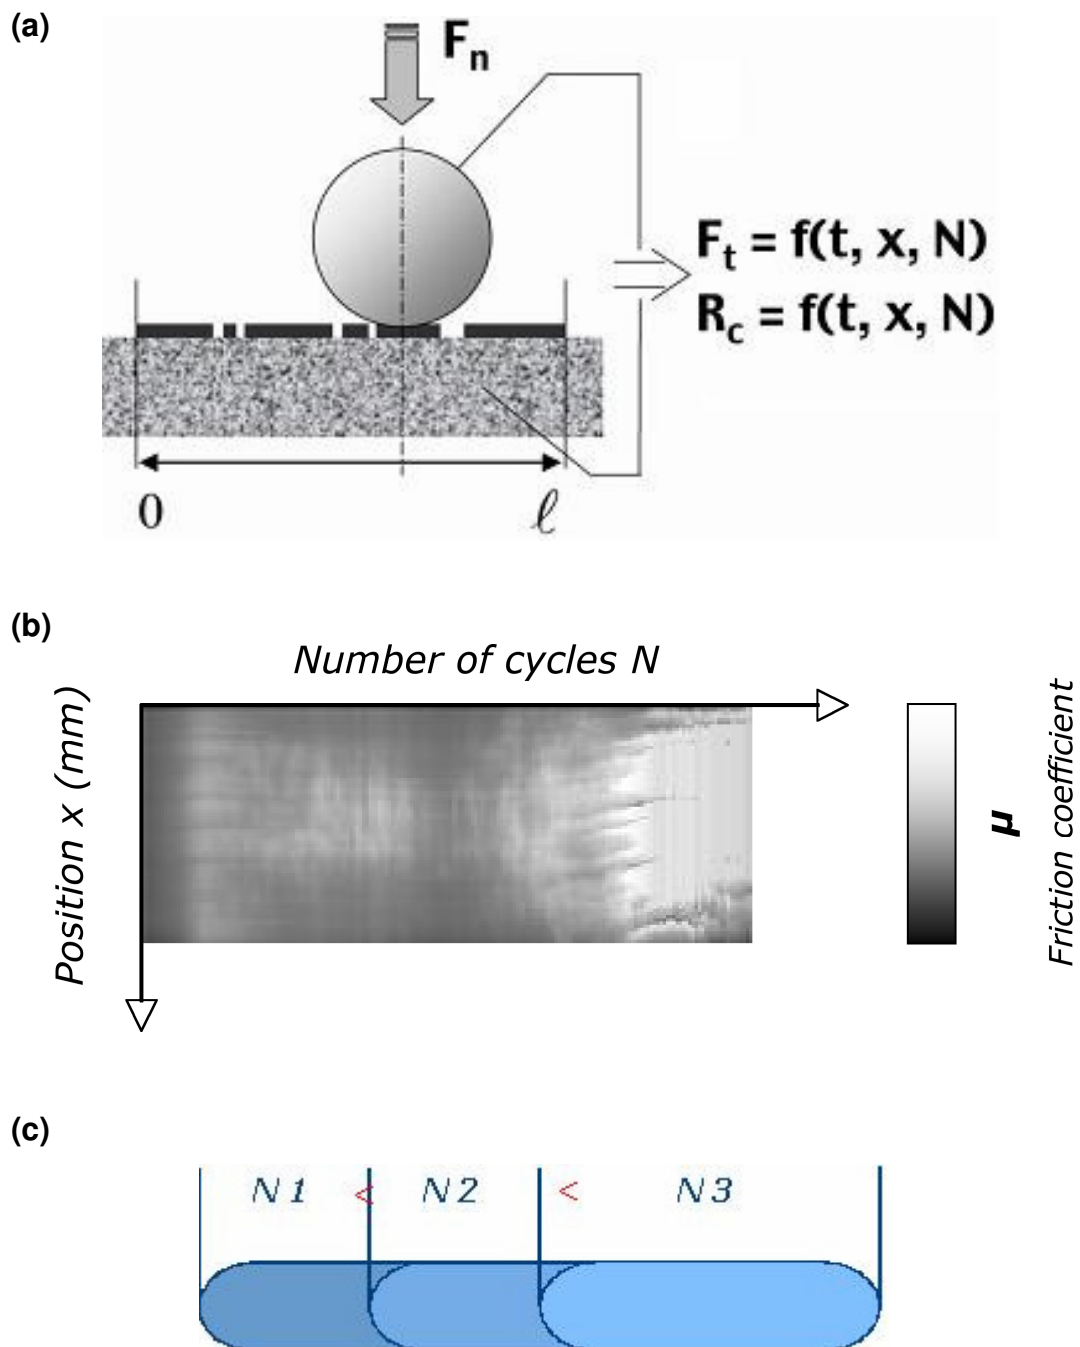 (a)
Fn
Ft = f(t, x, N)
Rc = f(t, x, N)
0
ℓ
(b)
Number of cycles N
Position x (mm)
μ
Friction coefficient
(c)
N1 < N2 < N3